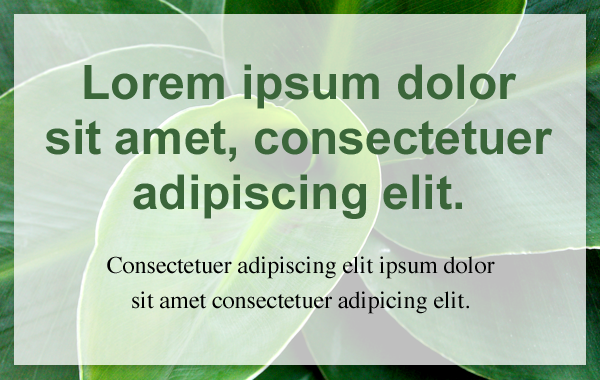 Lorem ipsum dolor
sit amet, consectetuer
adipiscing elit.
Consectetuer adipiscing elit ipsum dolor
sit amet consectetuer adipicing elit.